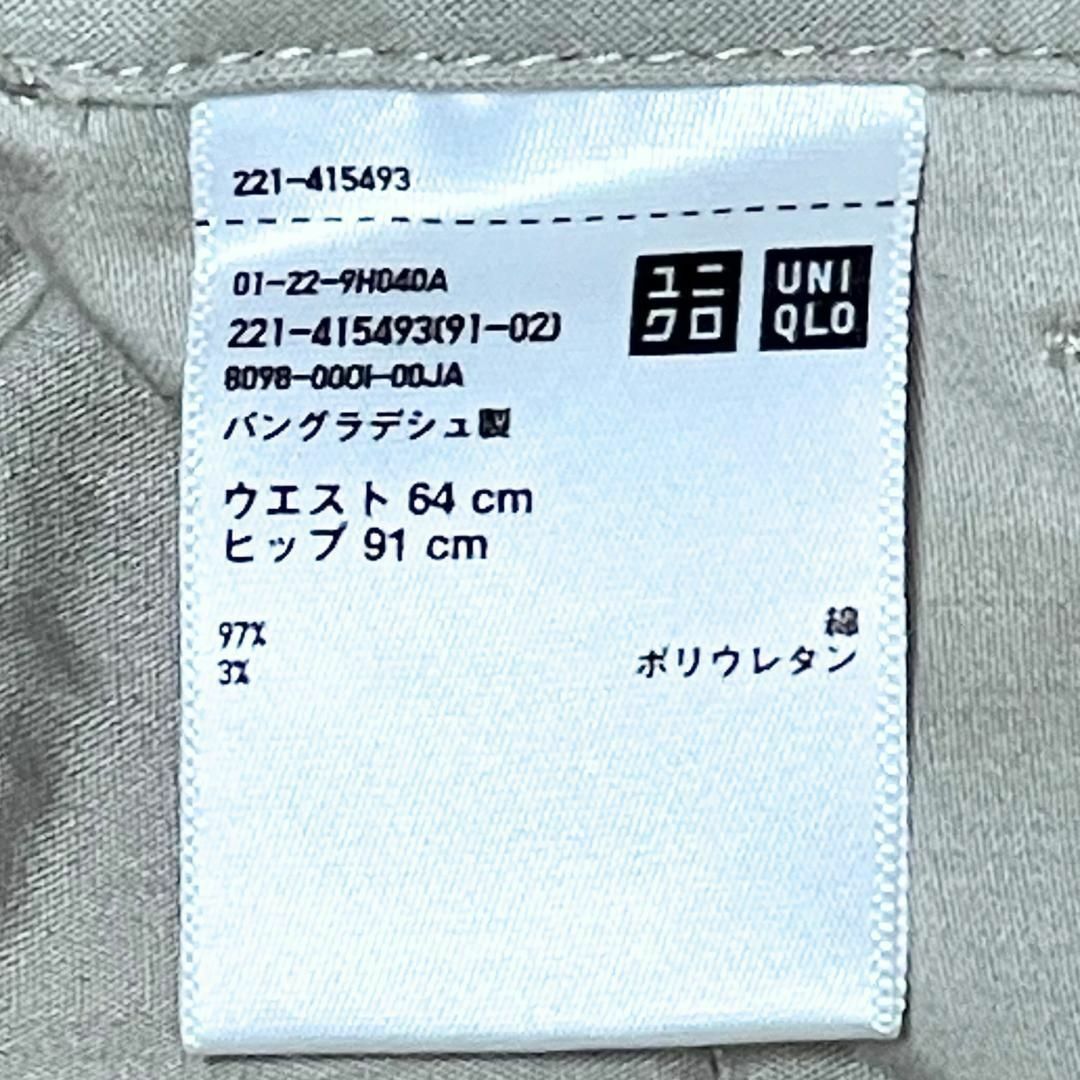 221-415493
01-22-9H040A
221-415493(91-02)
8098-0001-00JA
バングラデシュ製
ユニ
クロ
UNI
QLO
ウエスト 64 cm
ヒップ 91 cm
97% 綿
3% ポリウレタン